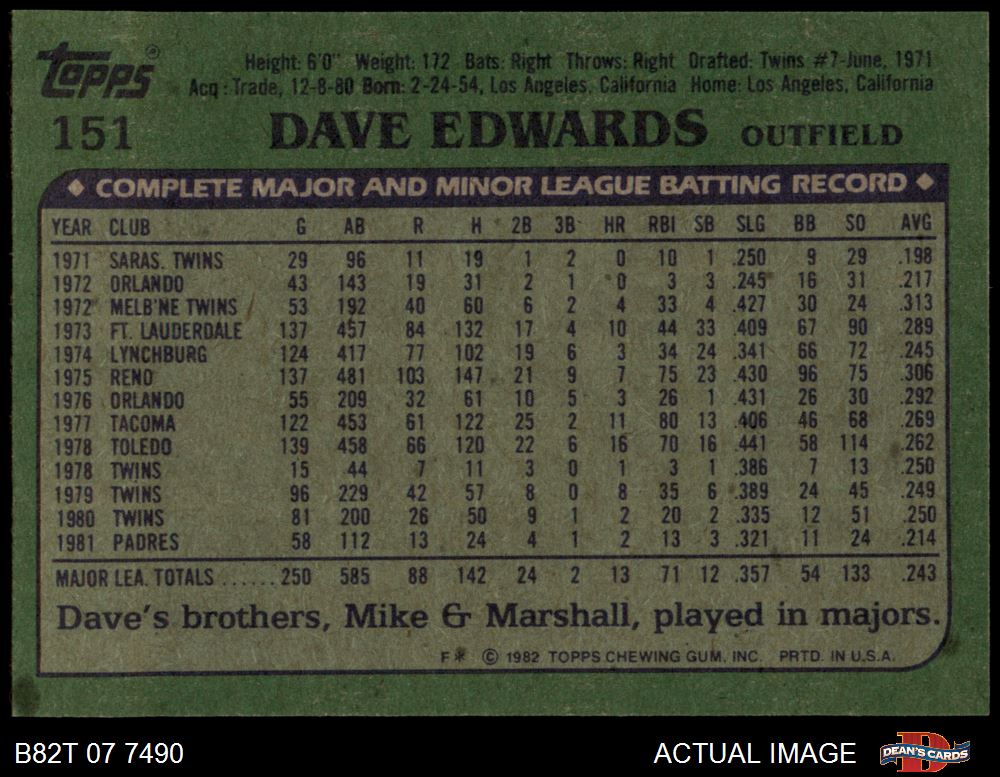 Topps®
Height: 6'0" Weight: 172 Bats: Right Throws: Right Drafted: Twins #7-June, 1971
Acq.: Trade, 12-8-80 Born: 2-24-54, Los Angeles, California Home: Los Angeles, California
151 DAVE EDWARDS OUTFIELD
◆ COMPLETE MAJOR AND MINOR LEAGUE BATTING RECORD ◆
YEAR CLUB G AB R H 2B 3B HR RBI SB SLG BB SO AVG
1971 SARAS. TWINS 29 96 11 19 1 2 0 10 1 .250 9 29 .198
1972 ORLANDO 43 143 19 31 2 1 0 3 3 .245 16 31 .217
1972 MELB'NE TWINS 53 192 40 60 6 2 4 33 4 .427 30 24 .313
1973 FT. LAUDERDALE 137 457 84 132 17 4 10 44 33 .409 67 90 .289
1974 LYNCHBURG 124 417 77 102 19 6 3 34 24 .341 66 72 .245
1975 RENO 137 481 103 147 21 9 7 75 23 .430 96 75 .306
1976 ORLANDO 55 209 32 61 10 5 3 26 1 .431 26 30 .292
1977 TACOMA 122 453 61 122 25 2 11 80 13 .406 46 68 .269
1978 TOLEDO 139 458 66 120 22 6 16 70 16 .441 58 114 .262
1978 TWINS 15 44 7 11 3 0 1 3 1 .386 7 13 .250
1979 TWINS 96 229 42 57 8 0 8 35 6 .389 24 45 .249
1980 TWINS 81 200 26 50 9 1 2 20 2 .335 12 51 .250
1981 PADRES 58 112 13 24 4 1 2 13 3 .321 11 24 .214
MAJOR LEA. TOTALS ...... 250 585 88 142 24 2 13 71 12 .357 54 133 .243
Dave's brothers, Mike & Marshall, played in majors.
F* © 1982 TOPPS CHEWING GUM, INC. PRTD. IN U.S.A.
B82T 07 7490 ACTUAL IMAGE DEAN'S CARDS